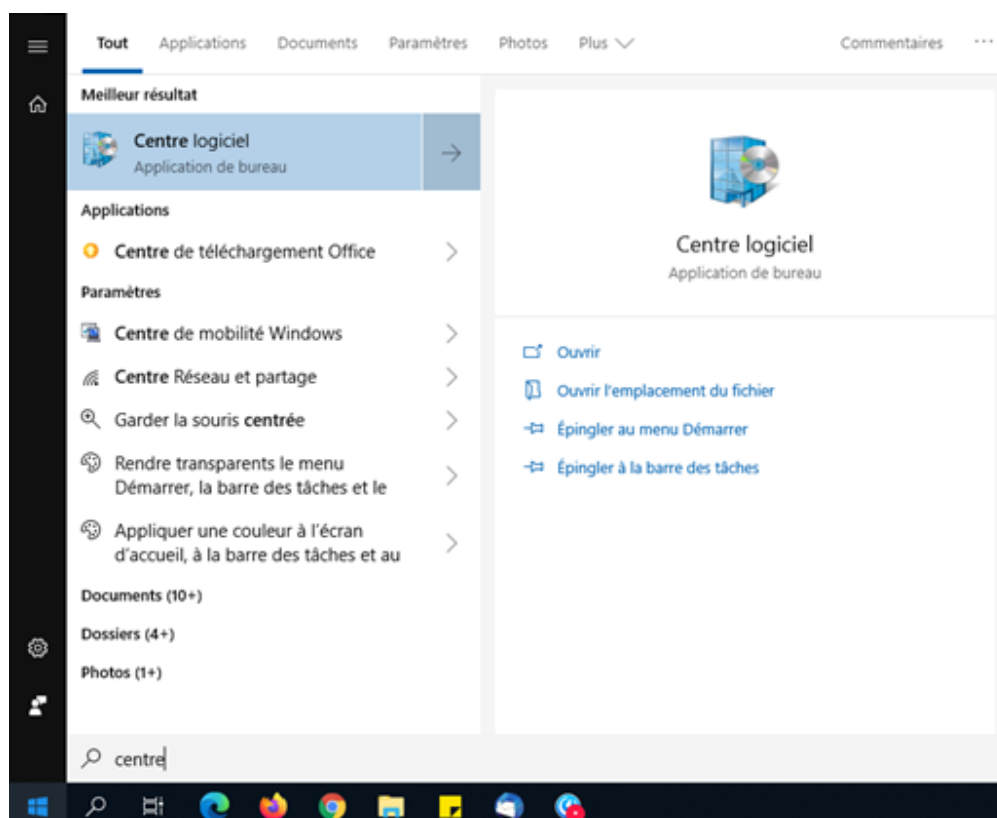 Tout Applications Documents Paramètres Photos Plus Commentaires ...
Meilleur résultat
Centre logiciel
Application de bureau
Applications
Centre de téléchargement Office
Paramètres
Centre de mobilité Windows
Centre Réseau et partage
Garder la souris centrée
Rendre transparents le menu
Démarrer, la barre des tâches et le
Appliquer une couleur à l'écran
d'accueil, à la barre des tâches et au
Documents (10+)
Dossiers (4+)
Photos (1+)
centre
Centre logiciel
Application de bureau
Ouvrir
Ouvrir l'emplacement du fichier
Épingler au menu Démarrer
Épingler à la barre des tâches